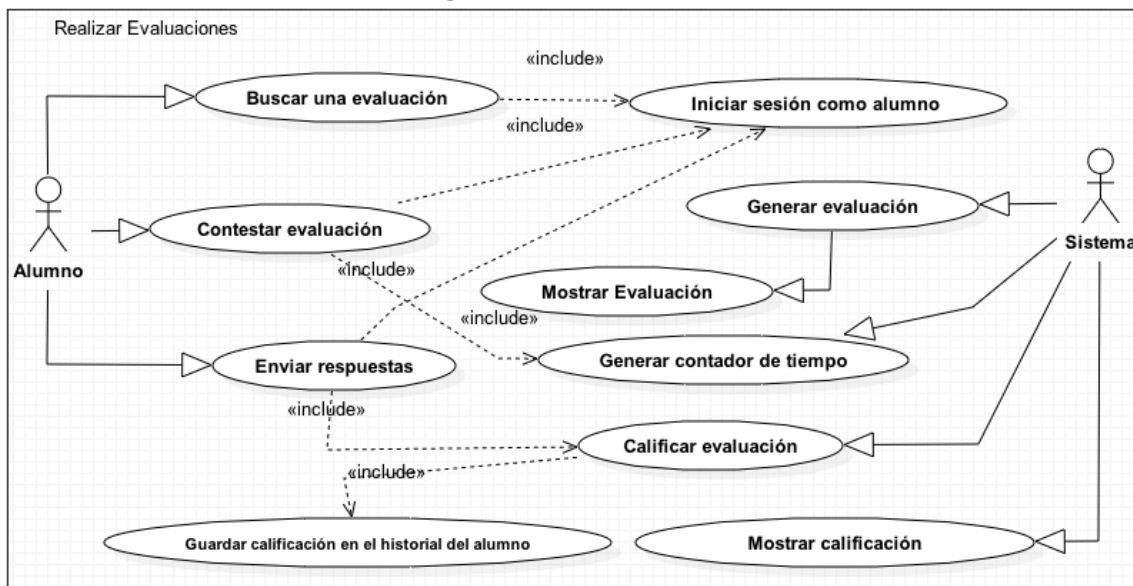 Realizar Evaluaciones
«include»
Buscar una evaluación
Iniciar sesión como alumno
«include»
Generar evaluación
Contestar evaluación
Sistema
Alumno
«include»
Mostrar Evaluación
«include»
Enviar respuestas
Generar contador de tiempo
«include»
Calificar evaluación
«include»
Guardar calificación en el historial del alumno
Mostrar calificación